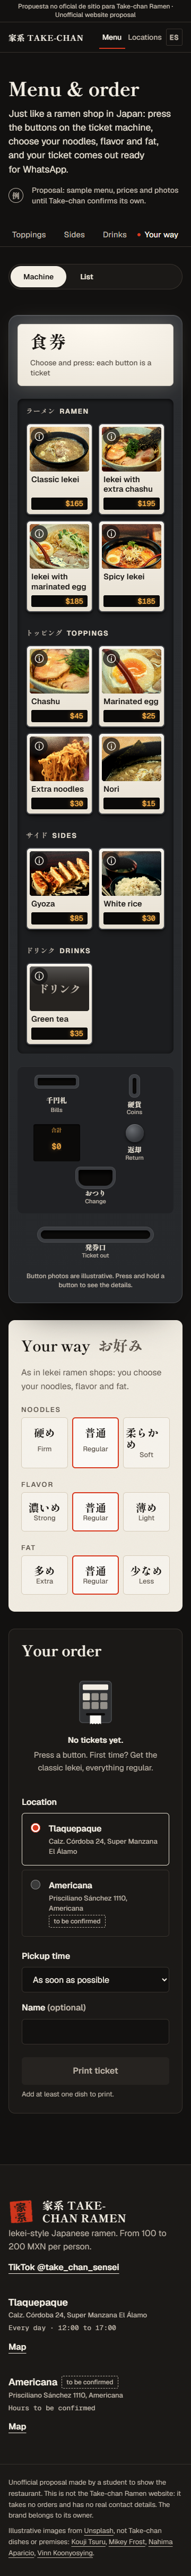 Propuesta no oficial de sitio para Take-chan Ramen ·
Unofficial website proposal
家系 TAKE-CHAN
Menu
Locations
ES
Menu & order
Just like a ramen shop in Japan: press
the buttons on the ticket machine,
choose your noodles, flavor and fat,
and your ticket comes out ready
for WhatsApp.
例
Proposal: sample menu, prices and photos
until Take-chan confirms its own.
Toppings
Sides
Drinks
Your way
Machine
List
食券
Choose and press: each button is a
ticket
ラーメン RAMEN
Classic Iekei
$165
Iekei with
extra chashu
$195
Iekei with
marinated egg
$185
Spicy Iekei
$185
トッピング TOPPINGS
Chashu
$45
Marinated egg
$25
Extra noodles
$30
Nori
$15
サイド SIDES
Gyoza
$85
White rice
$30
ドリンク DRINKS
ドリンク
Green tea
$35
千円札
Bills
硬貨
Coins
合計
$0
返却
Return
おつり
Change
発券口
Ticket out
Button photos are illustrative. Press and hold a
button to see the details.
Your way お好み
As in Iekei ramen shops: you choose
your noodles, flavor and fat.
NOODLES
硬め
Firm
普通
Regular
柔らか
め
Soft
FLAVOR
濃いめ
Strong
普通
Regular
薄め
Light
FAT
多め
Extra
普通
Regular
少なめ
Less
Your order
No tickets yet.
Press a button. First time? Get the
classic Iekei, everything regular.
Location
Tlaquepaque
Calz. Córdoba 24, Super Manzana
El Álamo
Americana
Prisciliano Sánchez 1110,
Americana
to be confirmed
Pickup time
As soon as possible
Name (optional)
Print ticket
Add at least one dish to print.
家系 TAKE-
CHAN RAMEN
Iekei-style Japanese ramen. From 100 to
200 MXN per person.
TikTok @take_chan_sensei
Tlaquepaque
Calz. Córdoba 24, Super Manzana El Álamo
Every day · 12:00 to 17:00
Map
Americana
to be confirmed
Prisciliano Sánchez 1110, Americana
Hours to be confirmed
Map
Unofficial proposal made by a student to show the
restaurant. This is not the Take-chan Ramen website: it
takes no orders and has no real contact details. The
brand belongs to its owner.
Illustrative images from Unsplash, not Take-chan
dishes or premises: Kouji Tsuru, Mikey Frost, Nahima
Aparicio, Vinn Koonyosying.